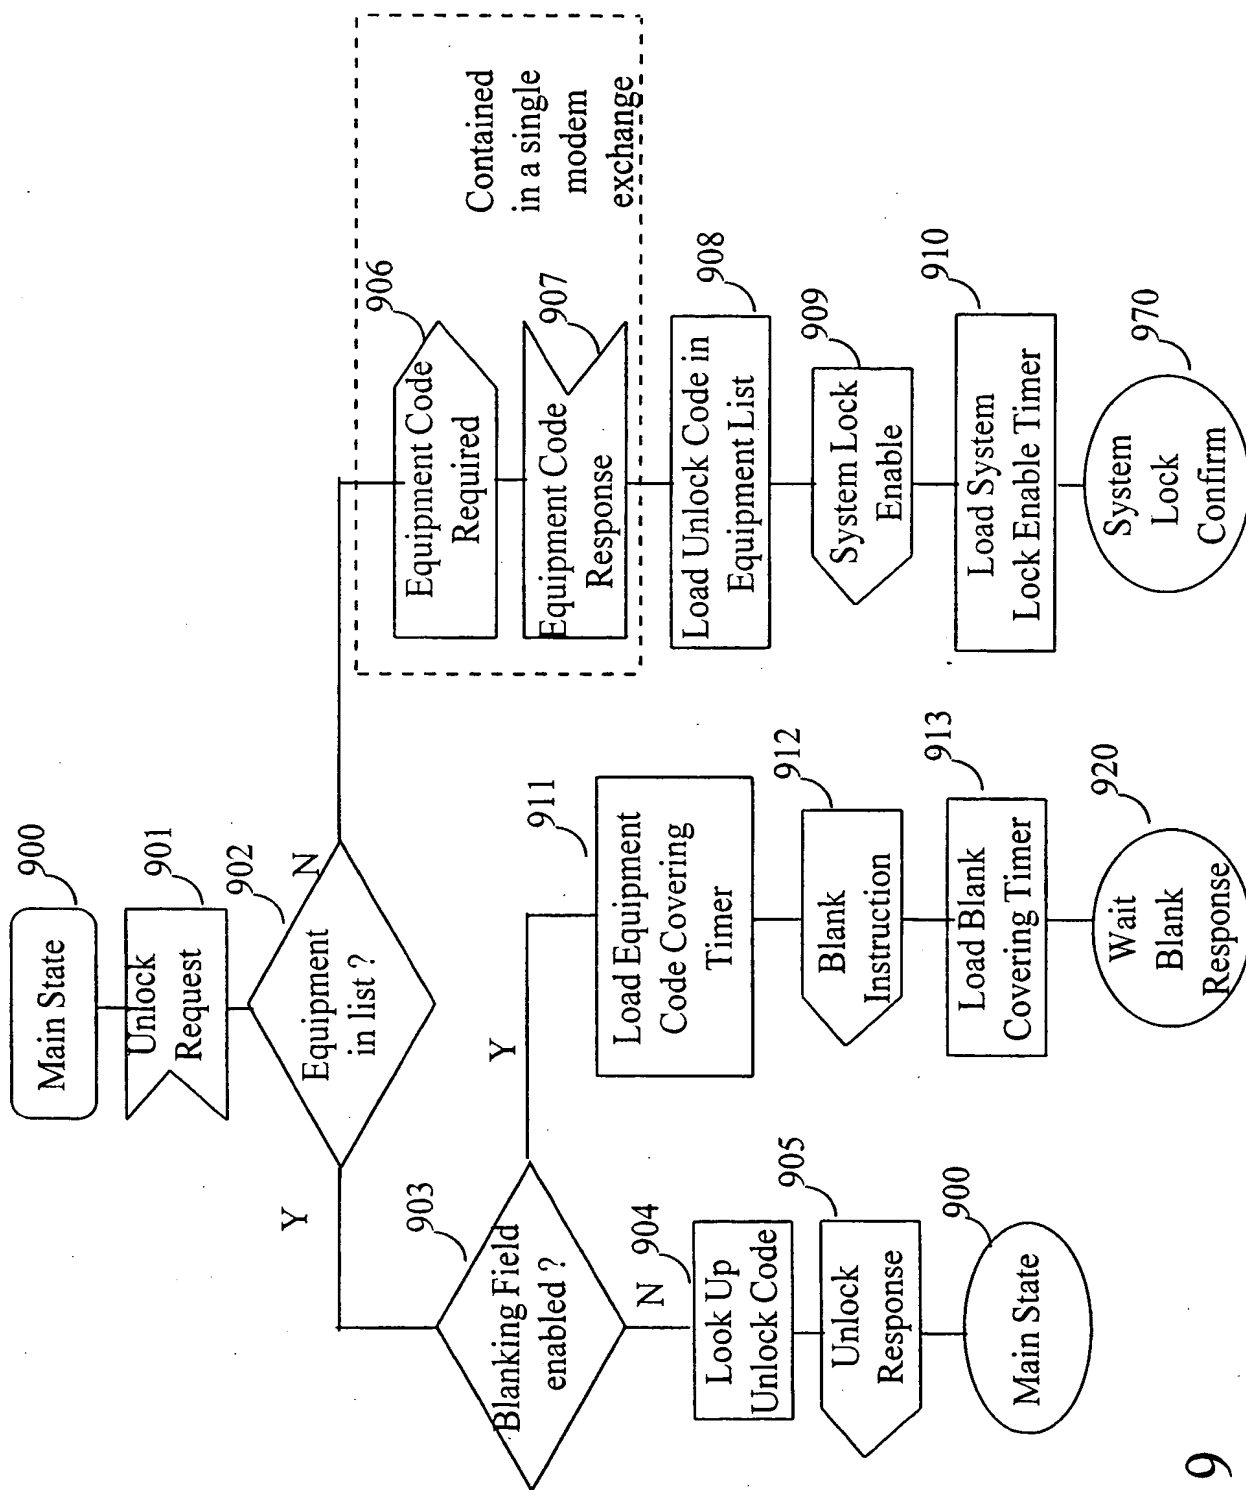 Main State
900
Unlock
Request
901
Equipment
in list ?
902
Y
N
Blanking Field
enabled ?
903
Y
N
Look Up
Unlock Code
904
Unlock
Response
905
Main State
900
Load Equipment
Code Covering
Timer
911
Blank
Instruction
912
Load Blank
Covering Timer
913
Wait
Blank
Response
920
Equipment Code
Required
906
Equipment Code
Response
907
Contained
in a single
modem
exchange
Load Unlock Code in
Equipment List
908
System Lock
Enable
909
Load System
Lock Enable Timer
910
System
Lock
Confirm
970
9